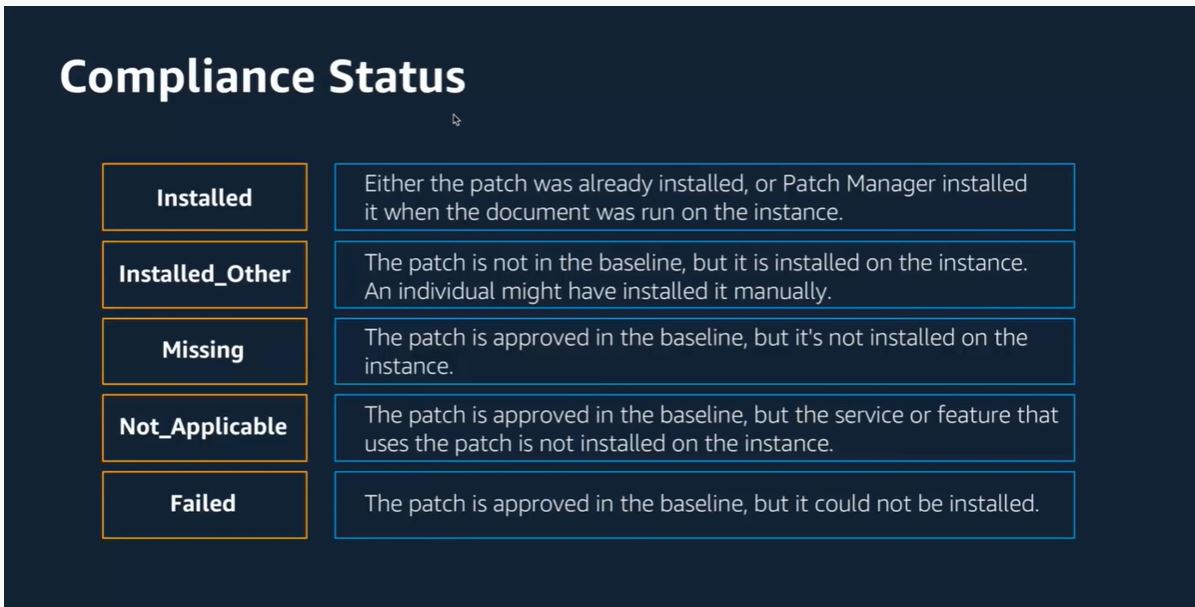 Compliance Status
Installed
Either the patch was already installed, or Patch Manager installed
it when the document was run on the instance.
Installed_Other
The patch is not in the baseline, but it is installed on the instance.
An individual might have installed it manually.
Missing
The patch is approved in the baseline, but it's not installed on the
instance.
Not_Applicable
The patch is approved in the baseline, but the service or feature that
uses the patch is not installed on the instance.
Failed
The patch is approved in the baseline, but it could not be installed.